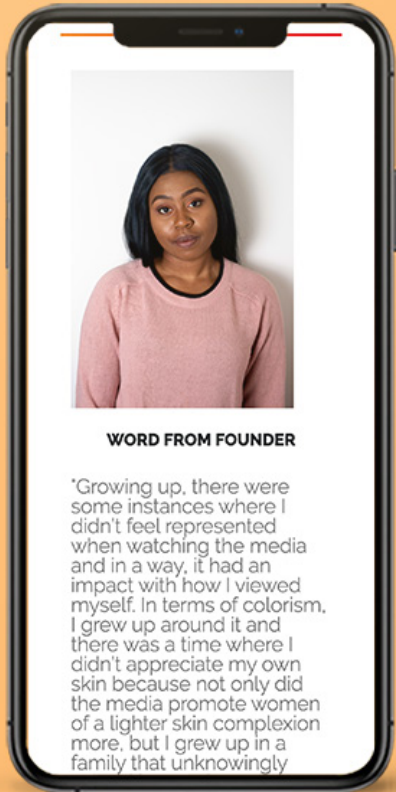 WORD FROM FOUNDER
"Growing up, there were
some instances where I
didn't feel represented
when watching the media
and in a way, it had an
impact with how I viewed
myself. In terms of colorism,
I grew up around it and
there was a time where I
didn't appreciate my own
skin because not only did
the media promote women
of a lighter skin complexion
more, but I grew up in a
family that unknowingly